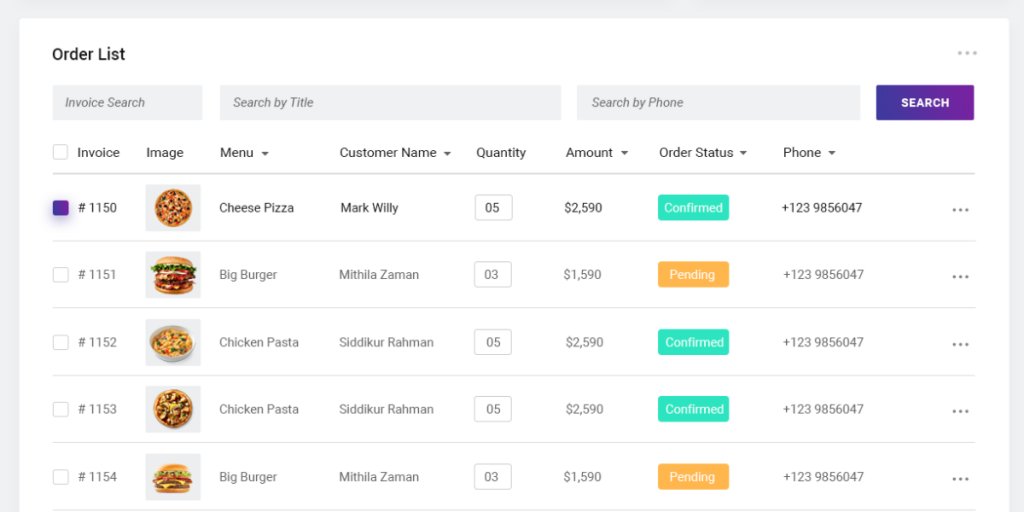 Order List
Invoice Search Search by Title Search by Phone SEARCH
Invoice Image Menu Customer Name Quantity Amount Order Status Phone
# 1150 Cheese Pizza Mark Willy 05 $2,590 Confirmed +123 9856047
# 1151 Big Burger Mithila Zaman 03 $1,590 Pending +123 9856047
# 1152 Chicken Pasta Siddikur Rahman 05 $2,590 Confirmed +123 9856047
# 1153 Chicken Pasta Siddikur Rahman 05 $2,590 Confirmed +123 9856047
# 1154 Big Burger Mithila Zaman 03 $1,590 Pending +123 9856047